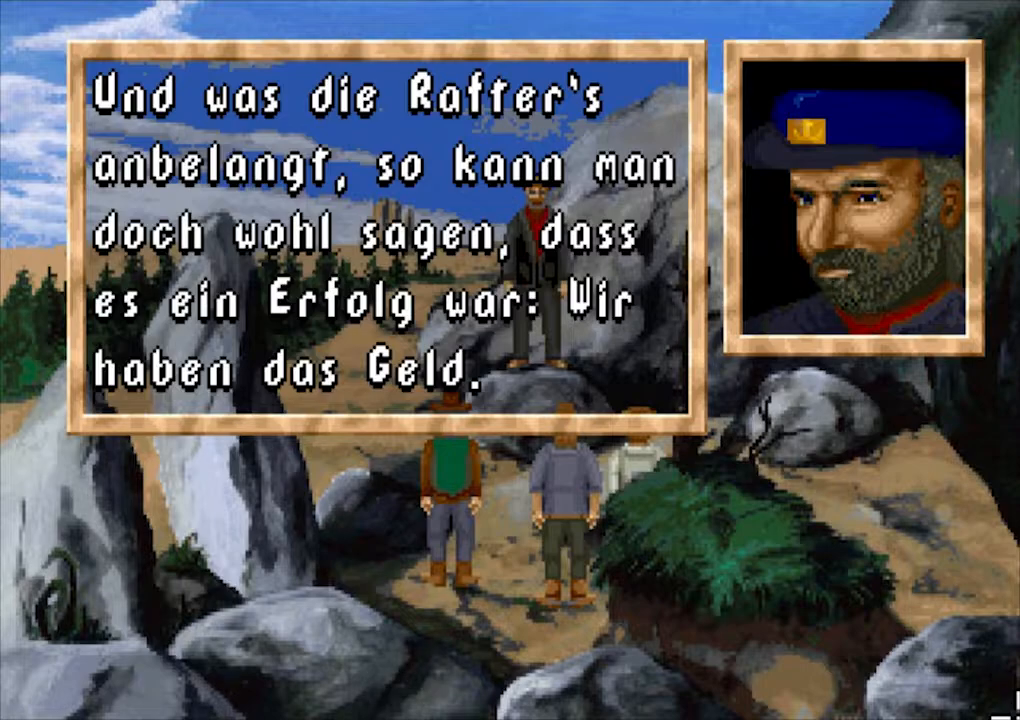 Und was die Rafter's
anbelangt, so kann man
doch wohl sagen, dass
es ein Erfolg war: Wir
haben das Geld.